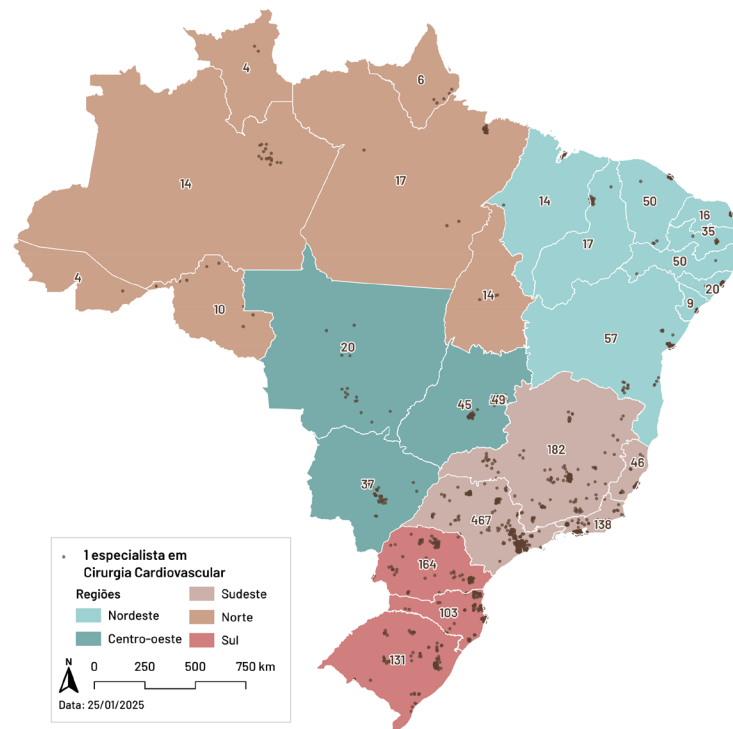 4
6
14
17
14
50
16
35
17
50
20
9
4
10
14
57
20
45
49
182
46
37
467
138
164
103
131
1 especialista em
Cirurgia Cardiovascular
Regiões
Sudeste
Nordeste
Norte
Centro-oeste
Sul
N
0 250 500 750 km
Data: 25/01/2025